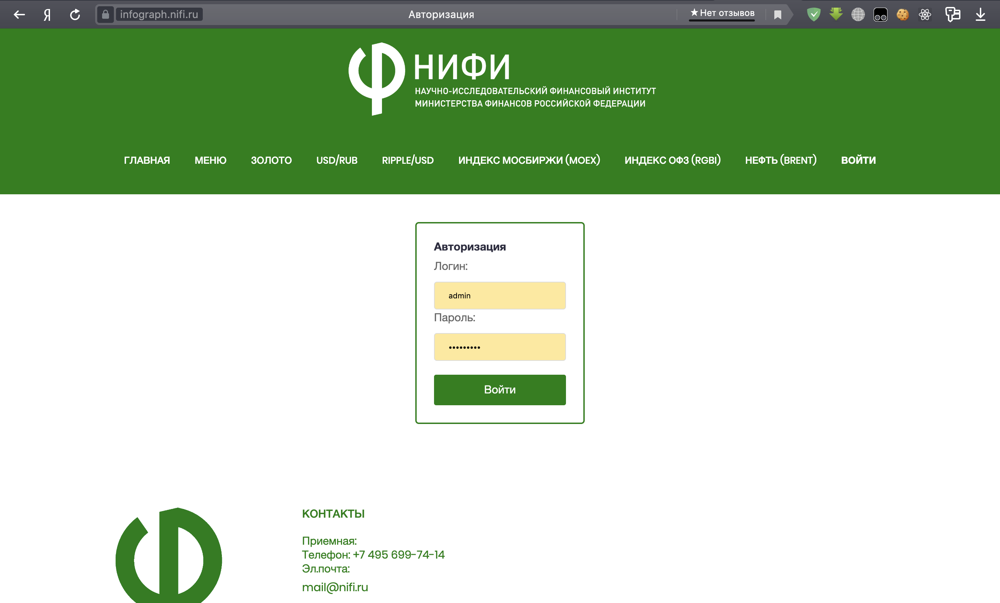 Я
infograph.nifi.ru
Авторизация
★Нет отзывов
НИФИ
НАУЧНО-ИССЛЕДОВАТЕЛЬСКИЙ ФИНАНСОВЫЙ ИНСТИТУТ
МИНИСТЕРСТВА ФИНАНСОВ РОССИЙСКОЙ ФЕДЕРАЦИИ
ГЛАВНАЯ МЕНЮ ЗОЛОТО USD/RUB RIPPLE/USD ИНДЕКС МОСБИРЖИ (MOEX) ИНДЕКС ОФЗ (RGBI) НЕФТЬ (BRENT) ВОЙТИ
Авторизация
Логин:
admin
Пароль:
•••••••••
Войти
КОНТАКТЫ
Приемная:
Телефон: +7 495 699-74-14
Эл.почта:
mail@nifi.ru